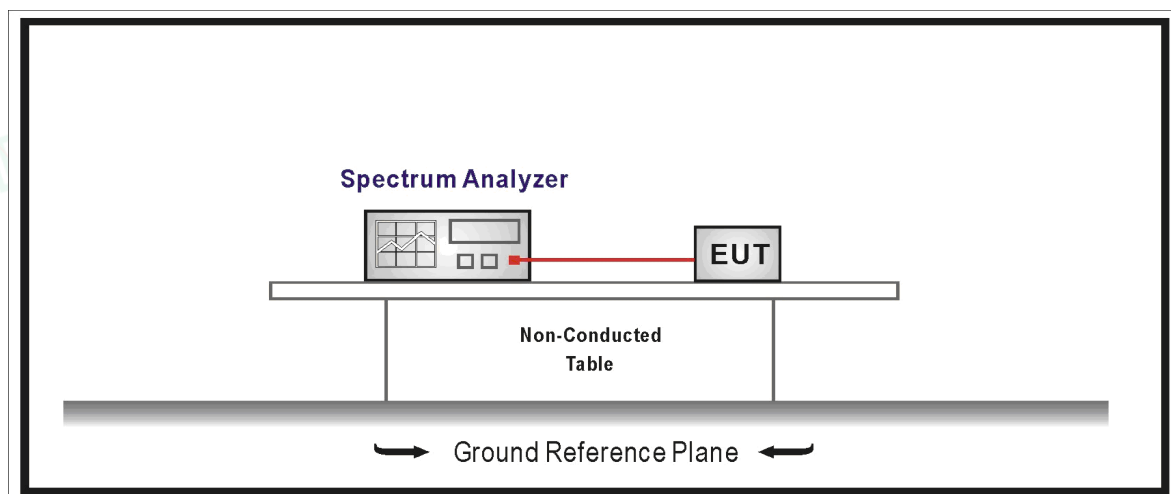 Spectrum Analyzer
EUT
Non-Conducted
Table
Ground Reference Plane